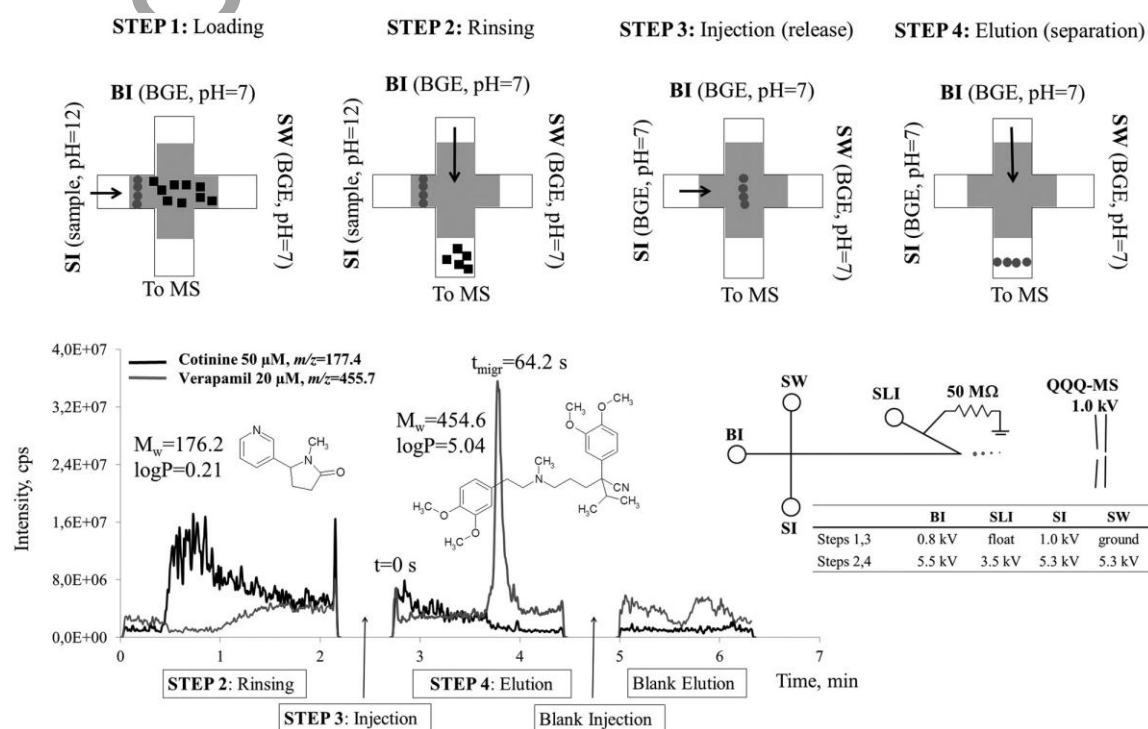 STEP 1: Loading
STEP 2: Rinsing
STEP 3: Injection (release)
STEP 4: Elution (separation)
BI (BGE, pH=7)
SI (sample, pH=12)
SW (BGE, pH=7)
To MS
BI (BGE, pH=7)
SI (sample, pH=12)
To MS
BI (BGE, pH=7)
SI (BGE, pH=7)
SW (BGE, pH=7)
To MS
BI (BGE, pH=7)
SI (BGE, pH=7)
SW (BGE, pH=7)
To MS
Intensity, cps
4,0E+07
3,2E+07
2,4E+07
1,6E+07
8,0E+06
0,0E+00
Cotinine 50 µM, m/z=177.4
Verapamil 20 µM, m/z=455.7
Mw=176.2
logP=0.21
N
CH₃
N
O
tmigr=64.2 s
Mw=454.6
logP=5.04
H₃C
O
O
CH₃
CH₃
N
H₃C
O
O
CH₃
CN
CH₃
H₃C
t=0 s
0
1
2
3
4
5
6
7
Time, min
STEP 2: Rinsing
STEP 4: Elution
Blank Elution
STEP 3: Injection
Blank Injection
SW
SLI
50 MΩ
QQQ-MS
1.0 kV
BI
SI
BI SLI SI SW
Steps 1,3 0.8 kV float 1.0 kV ground
Steps 2,4 5.5 kV 3.5 kV 5.3 kV 5.3 kV